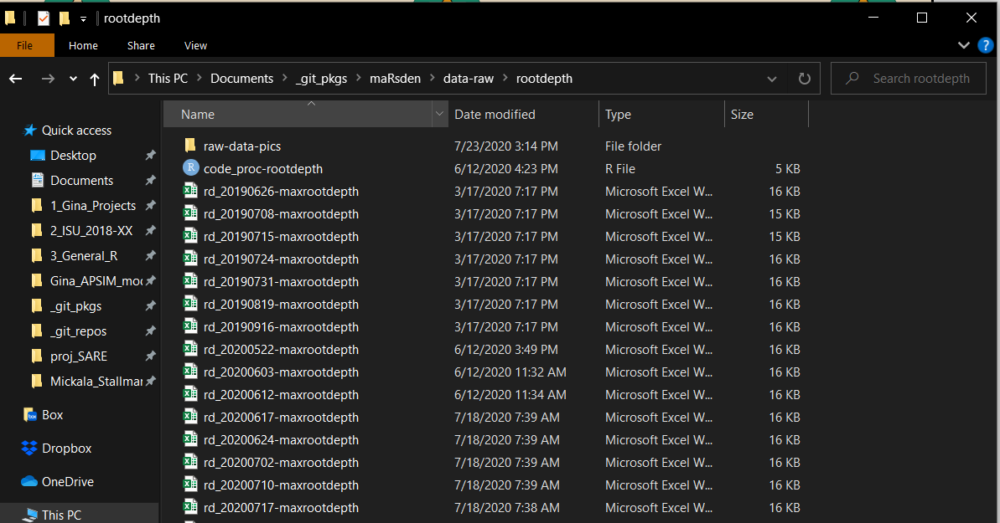 rootdepth
File Home Share View
This PC Documents _git_pkgs maRsden data-raw rootdepth Search rootdepth
Name Date modified Type Size
Quick access
Desktop
Documents
1_Gina_Projects
2_ISU_2018-XX
3_General_R
Gina_APSIM_mo
_git_pkgs
_git_repos
proj_SARE
Mickala_Stallmar
Box
Dropbox
OneDrive
This PC
raw-data-pics 7/23/2020 3:14 PM File folder
R code_proc-rootdepth 6/12/2020 4:23 PM R File 5 KB
rd_20190626-maxrootdepth 3/17/2020 7:17 PM Microsoft Excel W... 16 KB
rd_20190708-maxrootdepth 3/17/2020 7:17 PM Microsoft Excel W... 15 KB
rd_20190715-maxrootdepth 3/17/2020 7:17 PM Microsoft Excel W... 15 KB
rd_20190724-maxrootdepth 3/17/2020 7:17 PM Microsoft Excel W... 16 KB
rd_20190731-maxrootdepth 3/17/2020 7:17 PM Microsoft Excel W... 16 KB
rd_20190819-maxrootdepth 3/17/2020 7:17 PM Microsoft Excel W... 16 KB
rd_20190916-maxrootdepth 3/17/2020 7:17 PM Microsoft Excel W... 16 KB
rd_20200522-maxrootdepth 6/12/2020 3:49 PM Microsoft Excel W... 16 KB
rd_20200603-maxrootdepth 6/12/2020 11:32 AM Microsoft Excel W... 16 KB
rd_20200612-maxrootdepth 6/12/2020 11:34 AM Microsoft Excel W... 16 KB
rd_20200617-maxrootdepth 7/18/2020 7:39 AM Microsoft Excel W... 16 KB
rd_20200624-maxrootdepth 7/18/2020 7:39 AM Microsoft Excel W... 16 KB
rd_20200702-maxrootdepth 7/18/2020 7:39 AM Microsoft Excel W... 16 KB
rd_20200710-maxrootdepth 7/18/2020 7:39 AM Microsoft Excel W... 16 KB
rd_20200717-maxrootdepth 7/18/2020 7:38 AM Microsoft Excel W... 16 KB